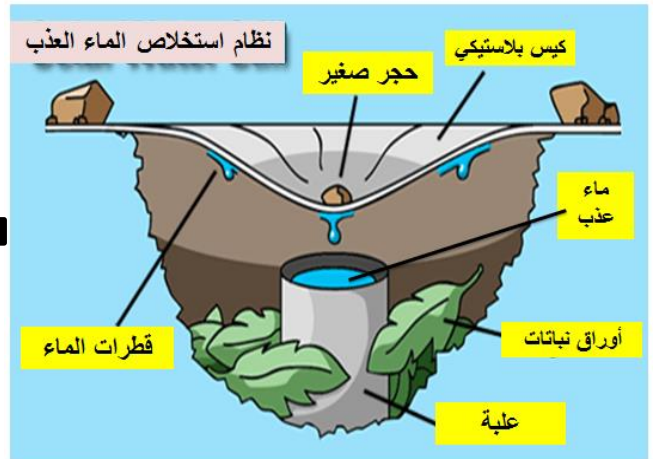 نظام استخلاص الماء العذب
كيس بلاستيكي
حجر صغير
ماء
عذب
قطرات الماء
أوراق نباتات
علبة